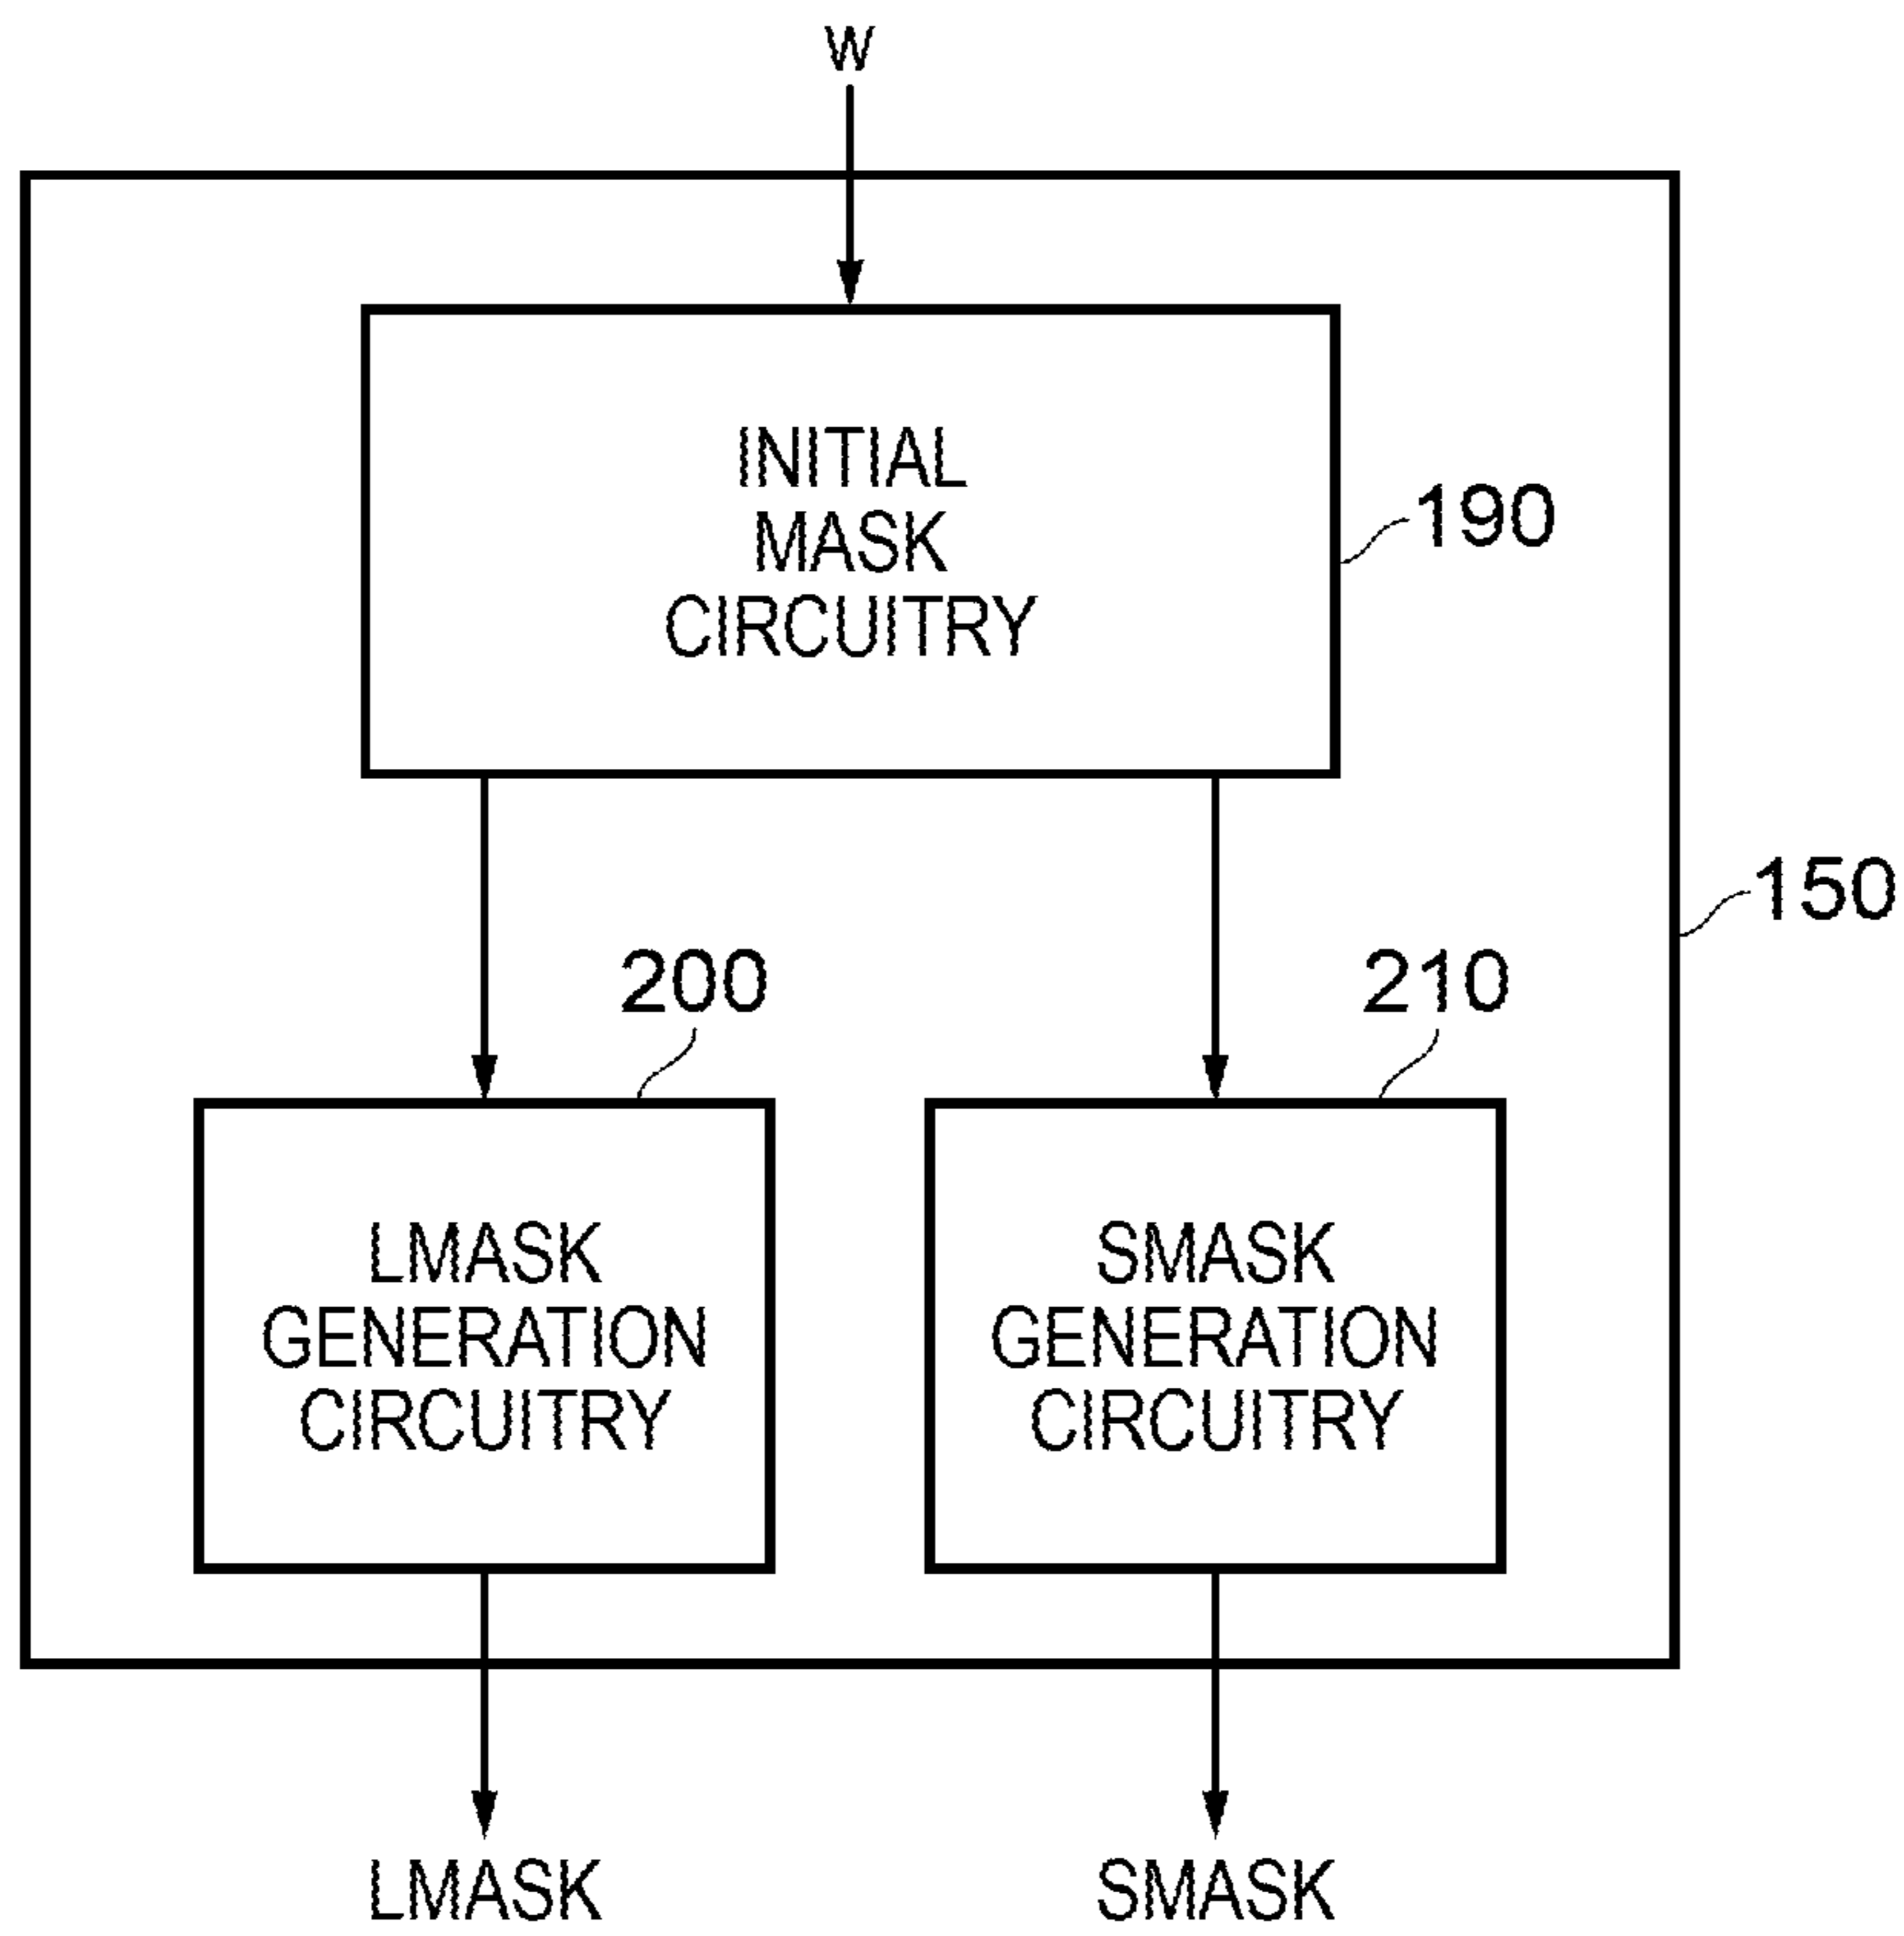 W
INITIAL
MASK
CIRCUITRY
190
150
200
210
LMASK
GENERATION
CIRCUITRY
SMASK
GENERATION
CIRCUITRY
LMASK
SMASK